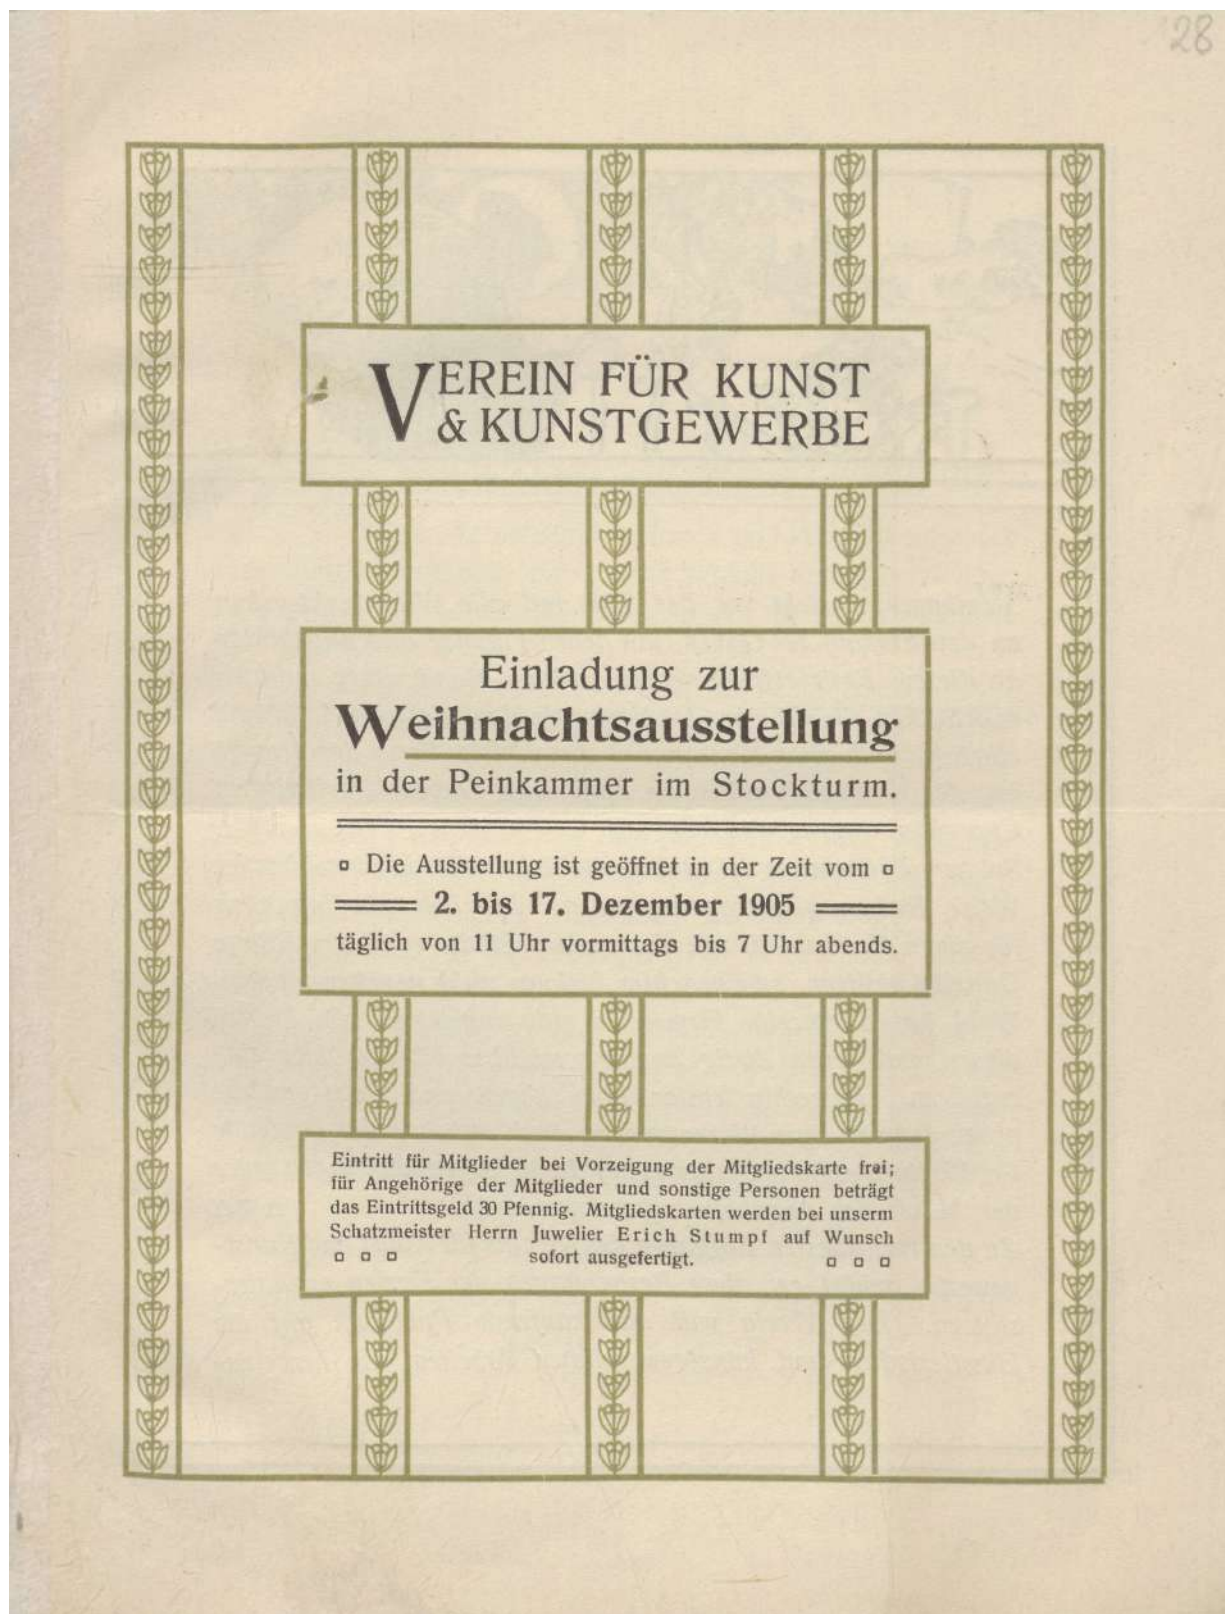 28
VEREIN FÜR KUNST
& KUNSTGEWERBE
Einladung zur
Weihnachtsausstellung
in der Peinkammer im Stockturm.
Die Ausstellung ist geöffnet in der Zeit vom
2. bis 17. Dezember 1905
täglich von 11 Uhr vormittags bis 7 Uhr abends.
Eintritt für Mitglieder bei Vorzeigung der Mitgliedskarte frei;
für Angehörige der Mitglieder und sonstige Personen beträgt
das Eintrittsgeld 30 Pfennig. Mitgliedskarten werden bei unserm
Schatzmeister Herrn Juwelier Erich Stumpf auf Wunsch
sofort ausgefertigt.